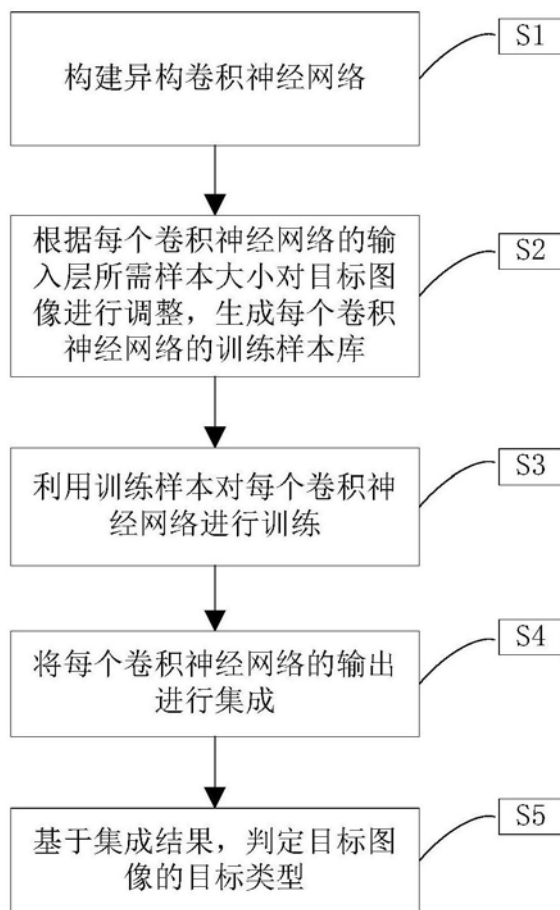 S1
构建异构卷积神经网络
S2
根据每个卷积神经网络的输
入层所需样本大小对目标图
像进行调整，生成每个卷积
神经网络的训练样本库
S3
利用训练样本对每个卷积神
经网络进行训练
S4
将每个卷积神经网络的输出
进行集成
S5
基于集成结果，判定目标图
像的目标类型